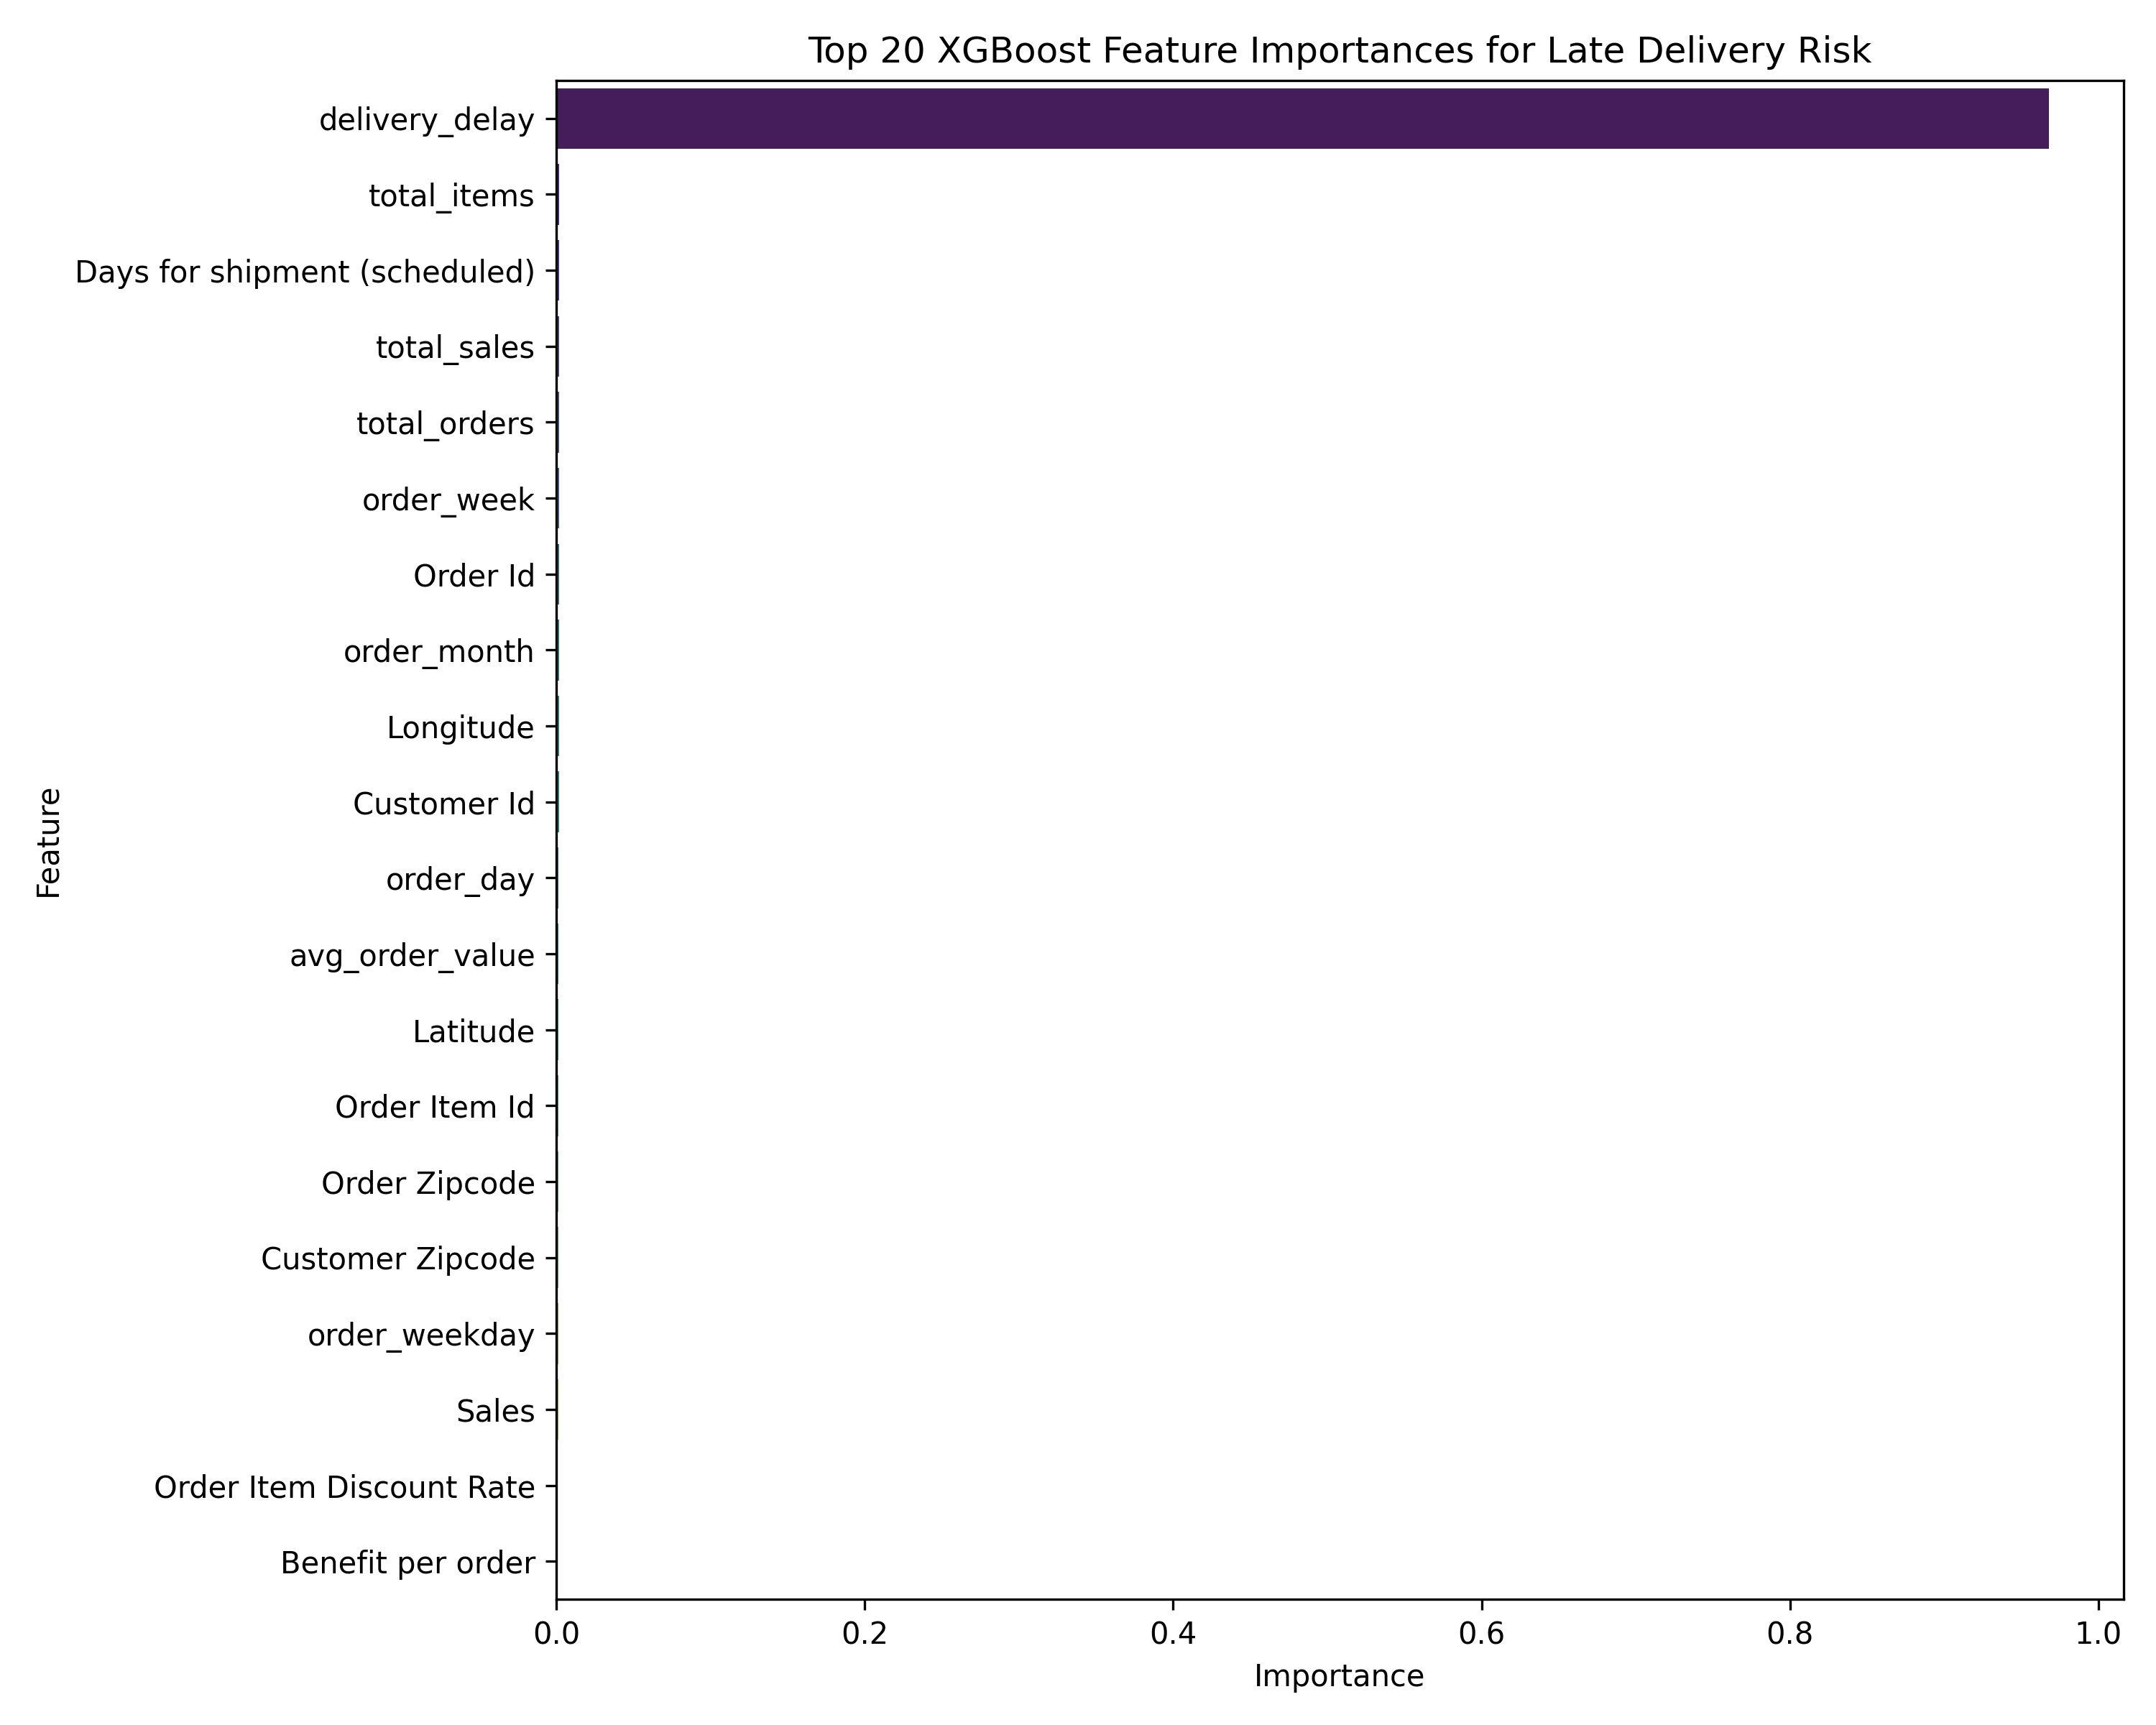 Top 20 XGBoost Feature Importances for Late Delivery Risk
Feature
delivery_delay
total_items
Days for shipment (scheduled)
total_sales
total_orders
order_week
Order Id
order_month
Longitude
Customer Id
order_day
avg_order_value
Latitude
Order Item Id
Order Zipcode
Customer Zipcode
order_weekday
Sales
Order Item Discount Rate
Benefit per order
0.0 0.2 0.4 0.6 0.8 1.0
Importance